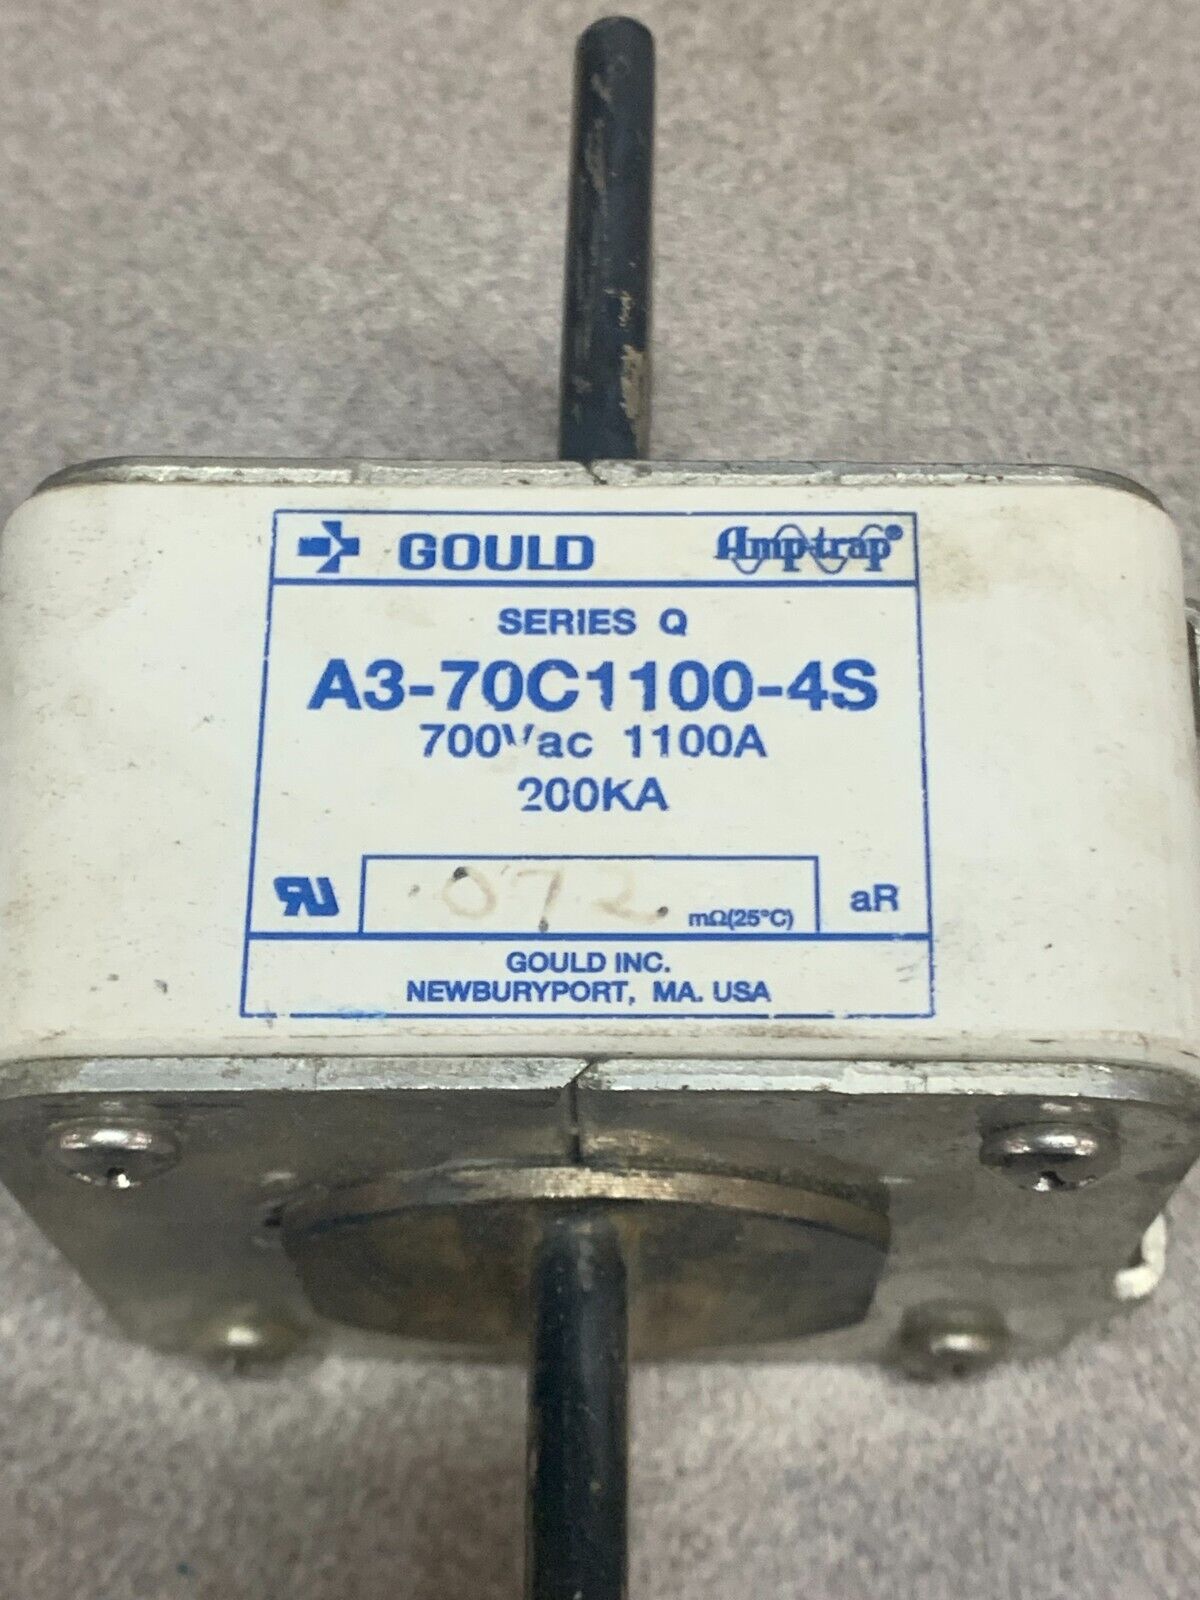 GOULD Amp-trap®
SERIES Q
A3-70C1100-4S
700Vac 1100A
200KA
RU .072 mΩ(25°C) aR
GOULD INC.
NEWBURYPORT, MA. USA